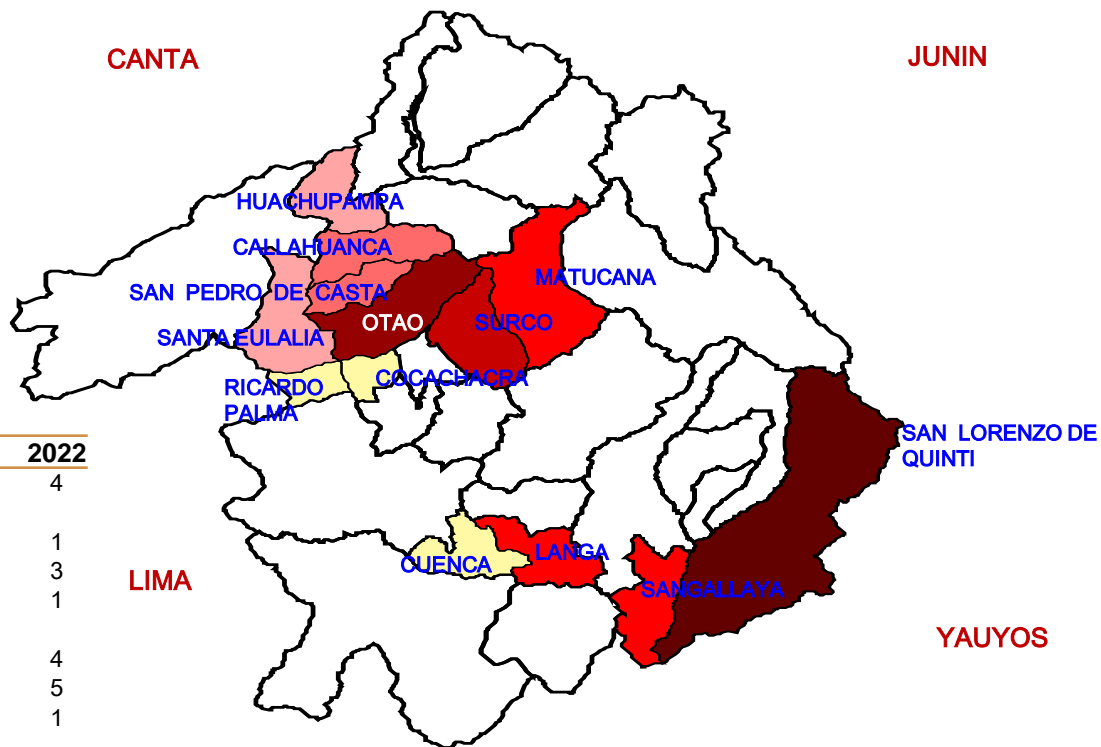 CANTA
JUNIN
HUACHUPAMPA
CALLAHUANCA
MATUCANA
SAN PEDRO DE CASTA
OTAO
SURCO
SANTA EULALIA
COCACHACRA
RICARDO
PALMA
SAN LORENZO DE
QUINTI
2022
4
1
3
1
4
5
1
LANGA
CUENCA
LIMA
SANGALLAYA
YAUYOS